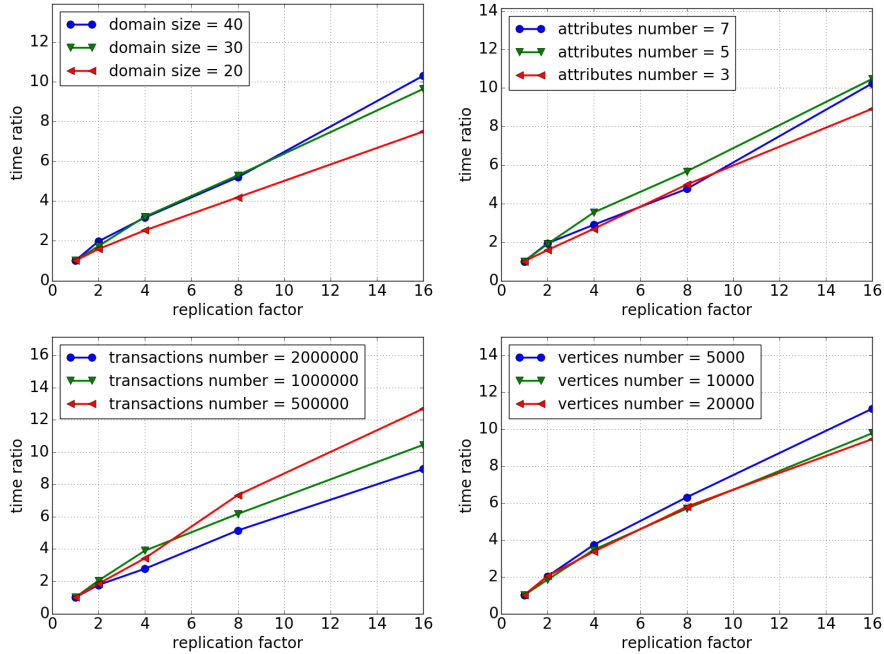 domain size = 40
domain size = 30
domain size = 20
12
10
8
6
4
2
0
time ratio
0 2 4 6 8 10 12 14 16
replication factor
attributes number = 7
attributes number = 5
attributes number = 3
14
12
10
8
6
4
2
0
time ratio
0 2 4 6 8 10 12 14 16
replication factor
transactions number = 2000000
transactions number = 1000000
transactions number = 500000
16
14
12
10
8
6
4
2
0
time ratio
0 2 4 6 8 10 12 14 16
replication factor
vertices number = 5000
vertices number = 10000
vertices number = 20000
14
12
10
8
6
4
2
0
time ratio
0 2 4 6 8 10 12 14 16
replication factor